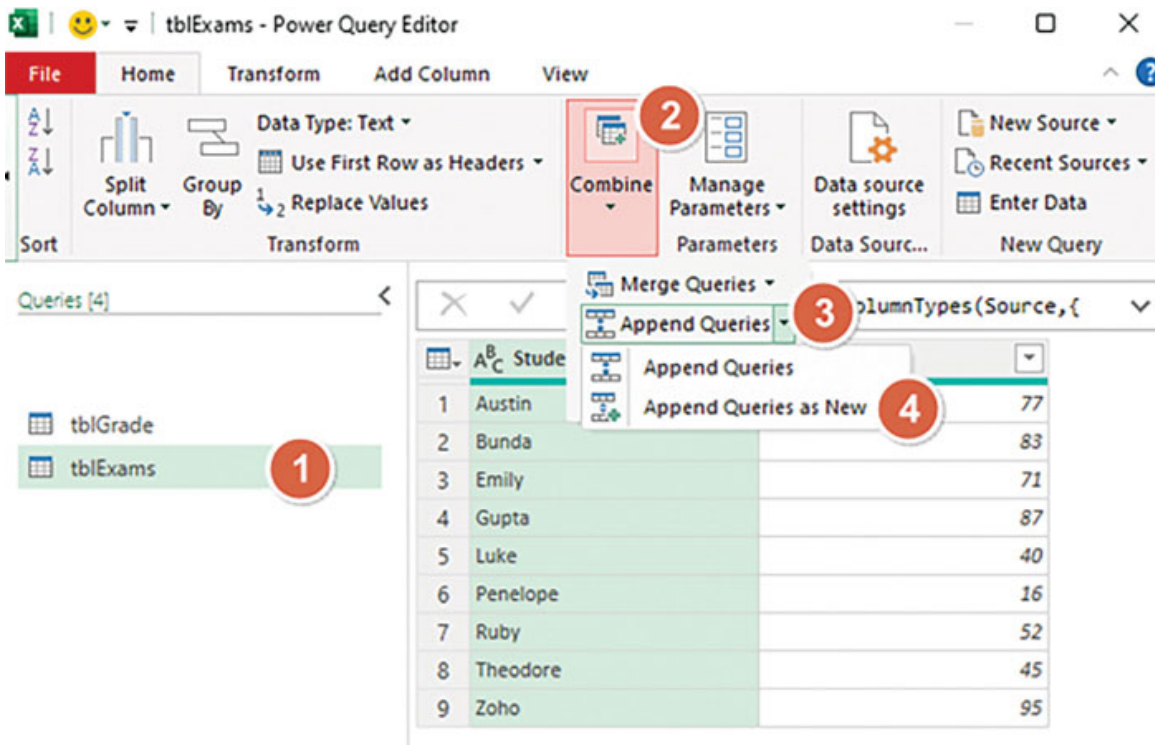 tblExams - Power Query Editor
File Home Transform Add Column View
Split Column
Group By
Data Type: Text
Use First Row as Headers
1 2 Replace Values
Combine
2
Manage Parameters
Data source settings
New Source
Recent Sources
Enter Data
Sort Transform Parameters Data Sourc... New Query
Queries [4]
Merge Queries
Append Queries
3
olumnTypes(Source,{
Append Queries
Append Queries as New
4
tblGrade
tblExams
1
ABC Stude
1 Austin 77
2 Bunda 83
3 Emily 71
4 Gupta 87
5 Luke 40
6 Penelope 16
7 Ruby 52
8 Theodore 45
9 Zoho 95